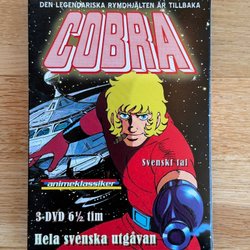 DEN LEGENDARISKA RYMDHJÄLTEN ÄR TILLBAKA
COBRA
Svenskt tal
animeklassiker
3-DVD 6½ tim
Hela svenska utgåvan